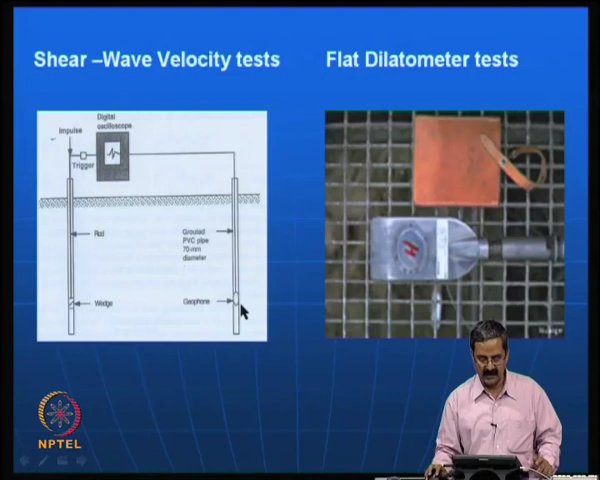 Shear –Wave Velocity tests
Flat Dilatometer tests
Digital
oscilloscope
Impulse
Trigger
Rod
Grouted
PVC pipe
70-mm
diameter
Wedge
Geophone
NPTEL